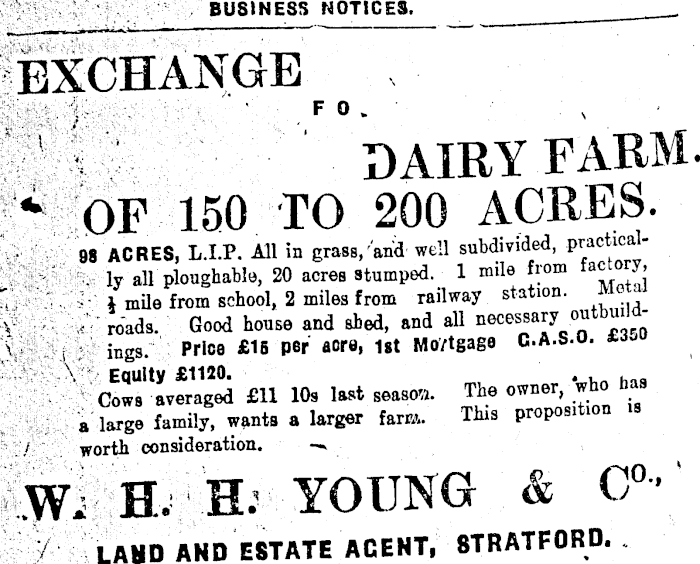 BUSINESS NOTICES.
EXCHANGE
FO
DAIRY FARM.
OF 150 TO 200 ACRES.
98 ACRES, L.I.P. All in grass, and well subdivided, practical-
ly all ploughable, 20 acres stumped. 1 mile from factory,
½ mile from school, 2 miles from railway station. Metal
roads. Good house and shed, and all necessary outbuild-
ings. Price £15 per acre, 1st Mortgage C.A.S.O. £350
Equity £1120.
Cows averaged £11 10s last season. The owner, who has
a large family, wants a larger farm. This proposition is
worth consideration.
W. H. H. YOUNG & Co.,
LAND AND ESTATE AGENT, STRATFORD.